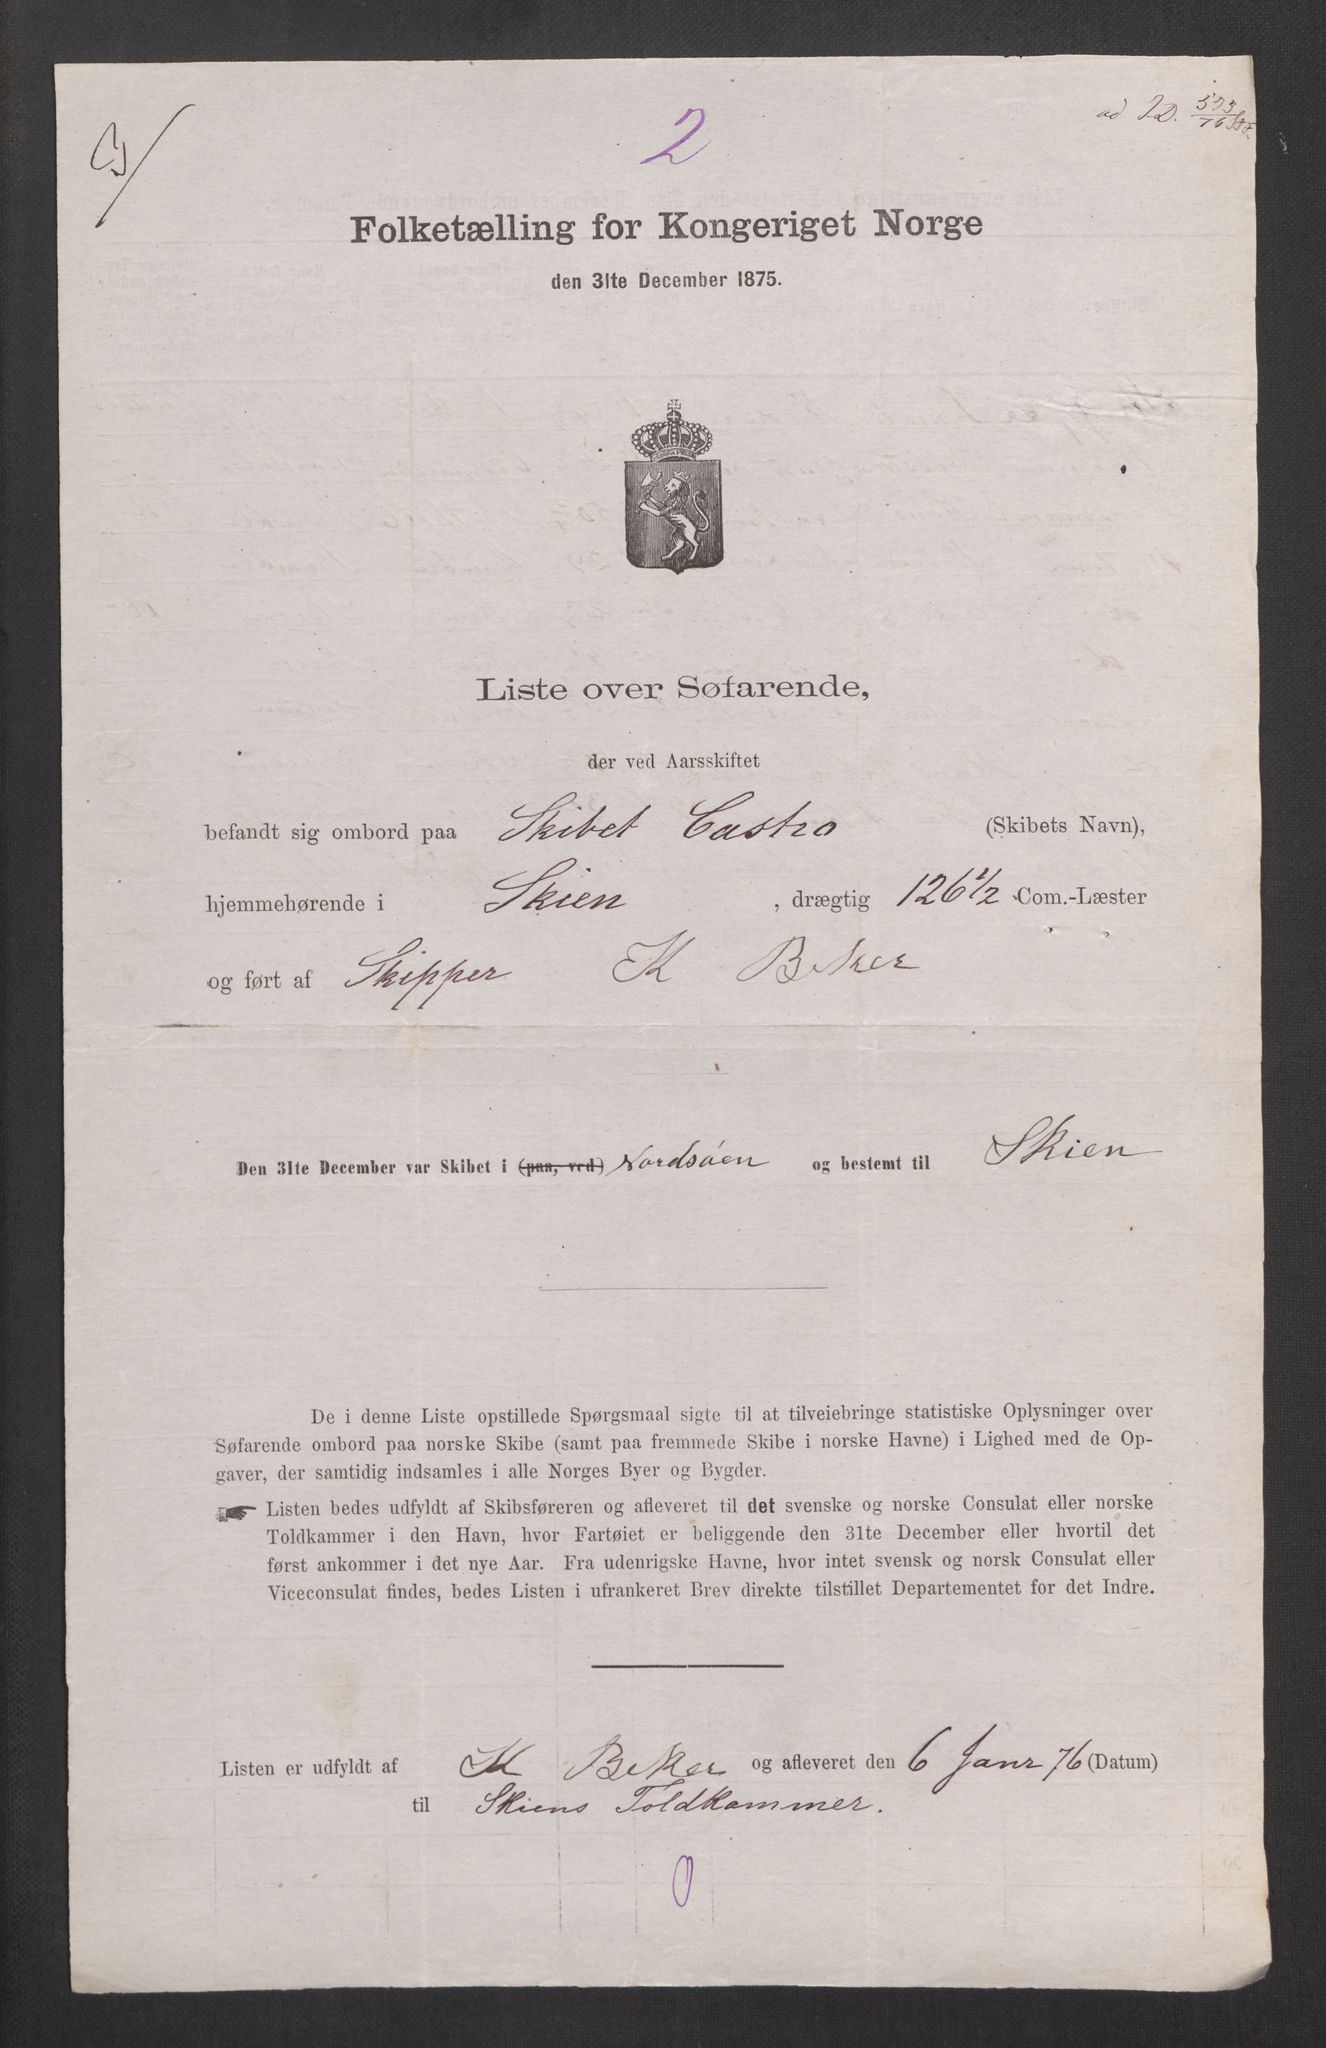 2
ad ID. 573/76
Folketælling for Kongeriget Norge
den 31te December 1875.
Liste over Søfarende,
der ved Aarsskiftet
befandt sig ombord paa Skibet Castro (Skibets Navn),
hjemmehørende i Skien , drægtig 126 1/2 Com.-Læster
og ført af Skipper K Beker
Den 31te December var Skibet i (paa, ved) Nordsöen og bestemt til Skien
De i denne Liste opstillede Spørgsmaal sigte til at tilveiebringe statistiske Oplysninger over
Søfarende ombord paa norske Skibe (samt paa fremmede Skibe i norske Havne) i Lighed med de Op-
gaver, der samtidig indsamles i alle Norges Byer og Bygder.
Listen bedes udfyldt af Skibsføreren og afleveret til det svenske og norske Consulat eller norske
Toldkammer i den Havn, hvor Fartøiet er beliggende den 31te December eller hvortil det
først ankommer i det nye Aar. Fra udenrigske Havne, hvor intet svensk og norsk Consulat eller
Viceconsulat findes, bedes Listen i ufrankeret Brev direkte tilstillet Departementet for det Indre.
Listen er udfyldt af K Beker og afleveret den 6 Janr 76 (Datum)
til Skiens Toldkammer.
0